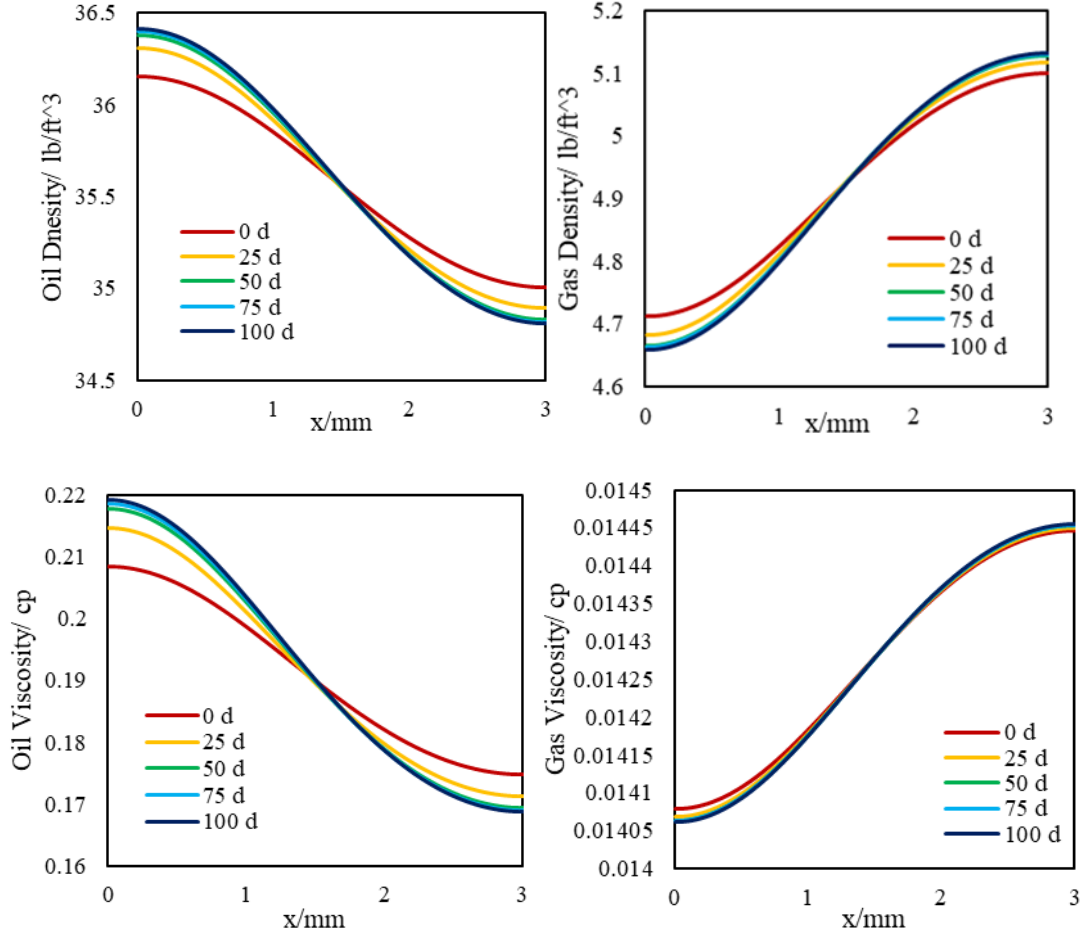 Oil Dnesity/ lb/ft^3
36.5
36
35.5
35
34.5
0 d
25 d
50 d
75 d
100 d
0
1
2
3
x/mm
Gas Density/ lb/ft^3
5.2
5.1
5
4.9
4.8
4.7
4.6
0 d
25 d
50 d
75 d
100 d
0
1
2
3
x/mm
Oil Viscosity/ cp
0.22
0.21
0.2
0.19
0.18
0.17
0.16
0 d
25 d
50 d
75 d
100 d
0
1
2
3
x/mm
Gas Viscosity/ cp
0.0145
0.01445
0.0144
0.01435
0.0143
0.01425
0.0142
0.01415
0.0141
0.01405
0.014
0 d
25 d
50 d
75 d
100 d
0
1
2
3
x/mm